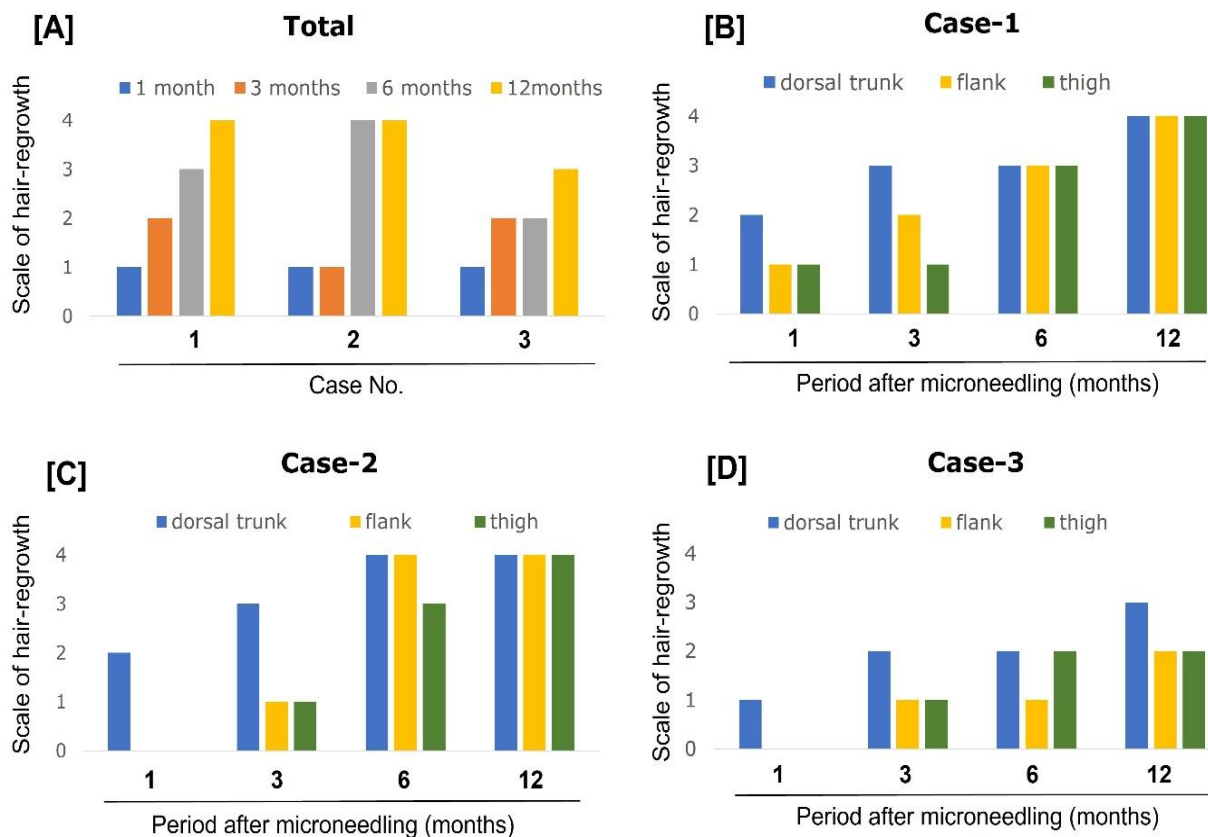 [A]
Total
1 month 3 months 6 months 12months
Scale of hair-regrowth
4
3
2
1
0
1 2 3
Case No.
[B]
Case-1
dorsal trunk flank thigh
Scale of hair-regrowth
4
3
2
1
0
1 3 6 12
Period after microneedling (months)
[C]
Case-2
dorsal trunk flank thigh
Scale of hair-regrowth
4
3
2
1
0
1 3 6 12
Period after microneedling (months)
[D]
Case-3
dorsal trunk flank thigh
Scale of hair-regrowth
4
3
2
1
0
1 3 6 12
Period after microneedling (months)